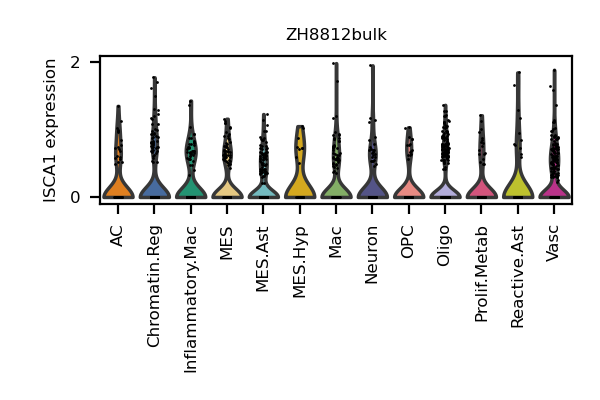 ZH8812bulk
ISCA1 expression
2
0
AC
Chromatin.Reg
Inflammatory.Mac
MES
MES.Ast
MES.Hyp
Mac
Neuron
OPC
Oligo
Prolif.Metab
Reactive.Ast
Vasc